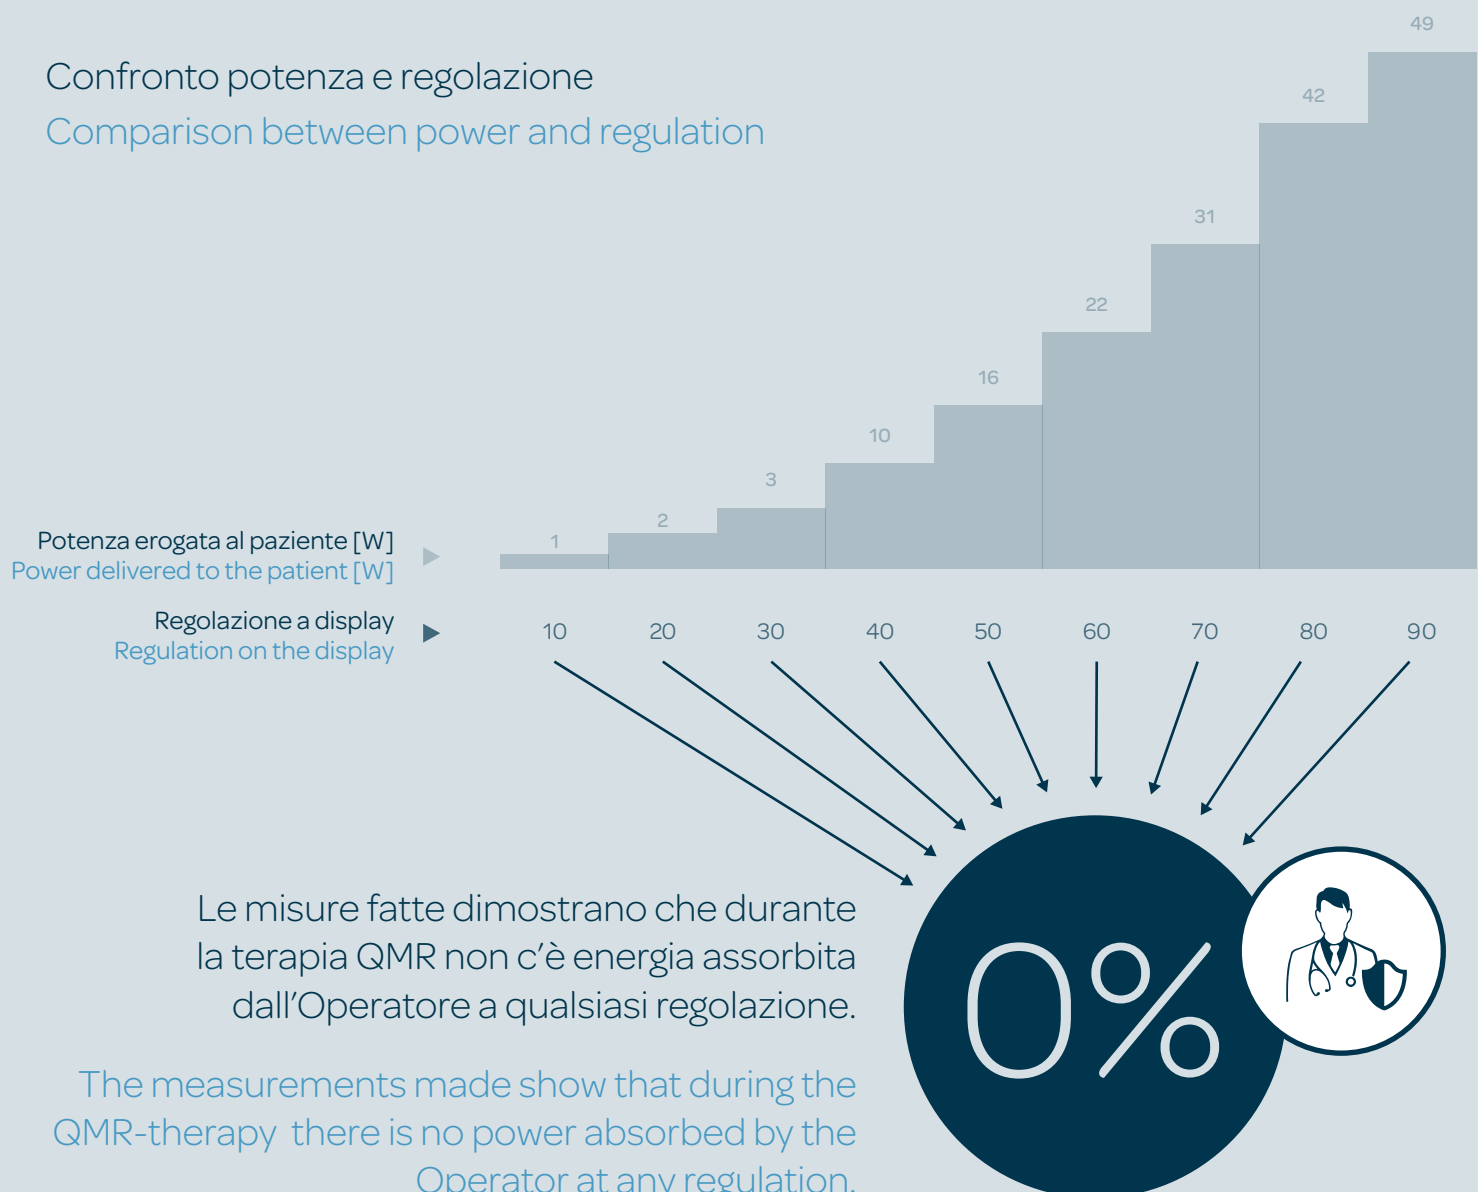 Confronto potenza e regolazione
Comparison between power and regulation
49
42
31
22
16
10
3
2
1
Potenza erogata al paziente [W]
Power delivered to the patient [W]
Regolazione a display
Regulation on the display
10 20 30 40 50 60 70 80 90
Le misure fatte dimostrano che durante
la terapia QMR non c’è energia assorbita
dall’Operatore a qualsiasi regolazione.
The measurements made show that during the
QMR-therapy there is no power absorbed by the
Operator at any regulation.
0%